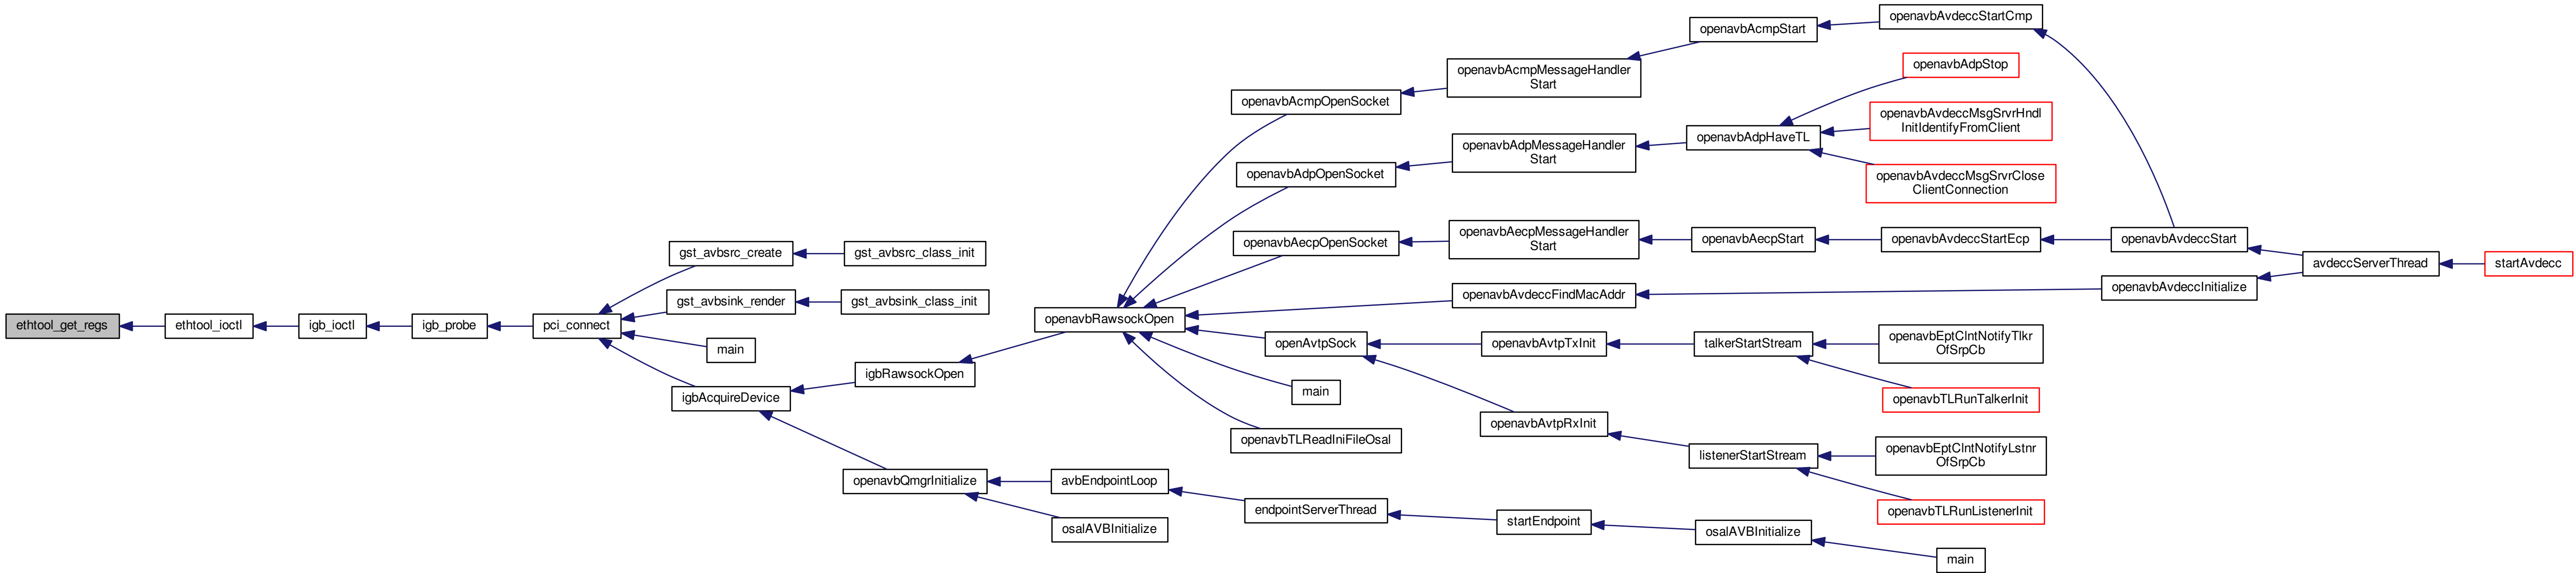 ethtool_get_regs
ethtool_ioctl
igb_ioctl
igb_probe
pci_connect
gst_avbsrc_create
gst_avbsrc_class_init
gst_avbsink_render
gst_avbsink_class_init
main
igbAcquireDevice
igbRawsockOpen
openavbRawsockOpen
openavbAcmpOpenSocket
openavbAcmpMessageHandler
Start
openavbAcmpStart
openavbAvdeccStartCmp
openavbAdpOpenSocket
openavbAdpMessageHandler
Start
openavbAdpHaveTL
openavbAdpStop
openavbAvdeccMsgSrvrHndl
InitIdentifyFromClient
openavbAvdeccMsgSrvrClose
ClientConnection
openavbAecpOpenSocket
openavbAecpMessageHandler
Start
openavbAecpStart
openavbAvdeccStartEcp
openavbAvdeccStart
avdeccServerThread
startAvdecc
openavbAvdeccFindMacAddr
openavbAvdeccInitialize
openAvtpSock
openavbAvtpTxInit
talkerStartStream
openavbEptClntNotifyTlkr
OfSrpCb
openavbTLRunTalkerInit
main
openavbAvtpRxInit
listenerStartStream
openavbEptClntNotifyLstnr
OfSrpCb
openavbTLRunListenerInit
openavbTLReadIniFileOsal
openavbQmgrInitialize
avbEndpointLoop
endpointServerThread
startEndpoint
osalAVBInitialize
main
osalAVBInitialize